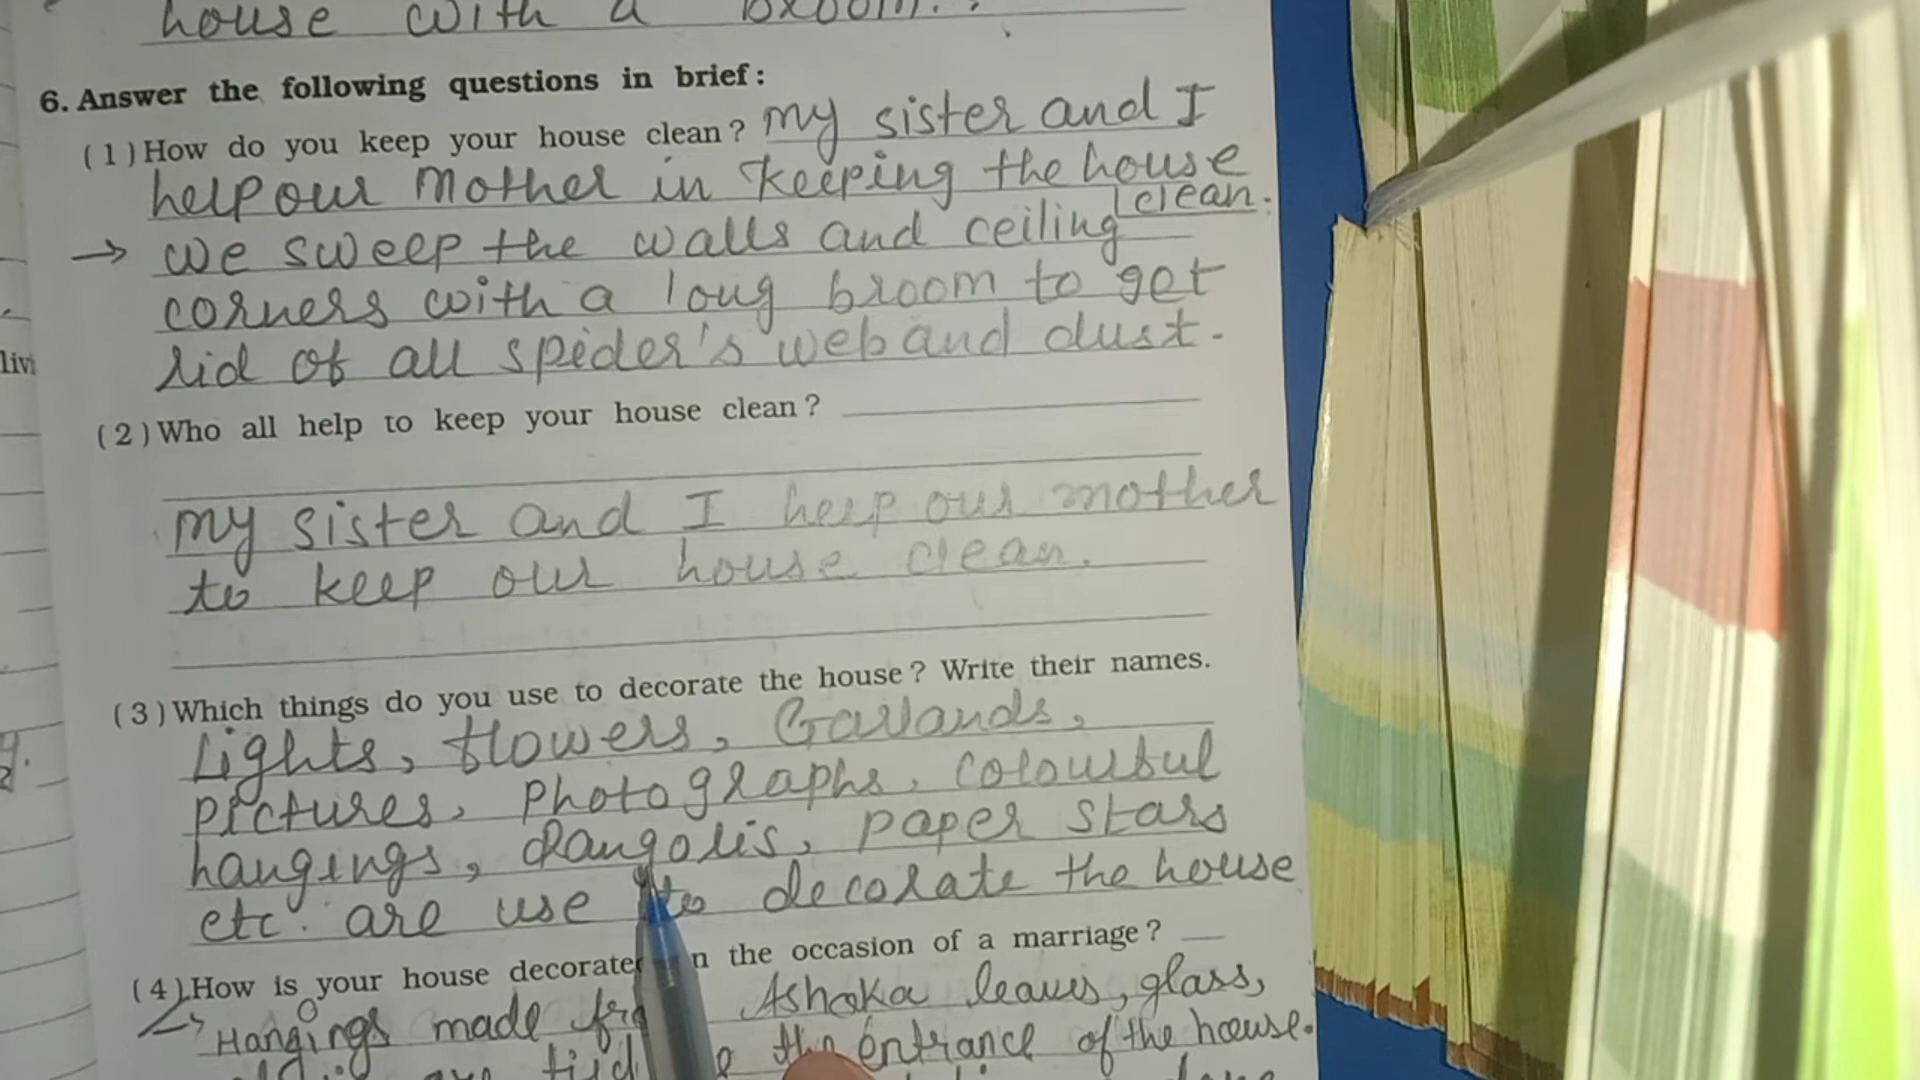 house with a broom.
6. Answer the following questions in brief:
(1) How do you keep your house clean? my sister and I
help our Mother in keeping the house
clean.
→ we sweep the walls and ceiling
corners with a long broom to get
rid of all spider's web and dust.
livi
(2) Who all help to keep your house clean?
my sister and I help our mother
to keep our house clean.
(3) Which things do you use to decorate the house? Write their names.
Lights, flowers, Garlands,
pictures, photographs, colourful
hangings, Rangolis, paper stars
etc. are use to decorate the house
(4) How is your house decorated n the occasion of a marriage?
→ Hangings made Ashoka leaves, glass,
the entrance of the house.